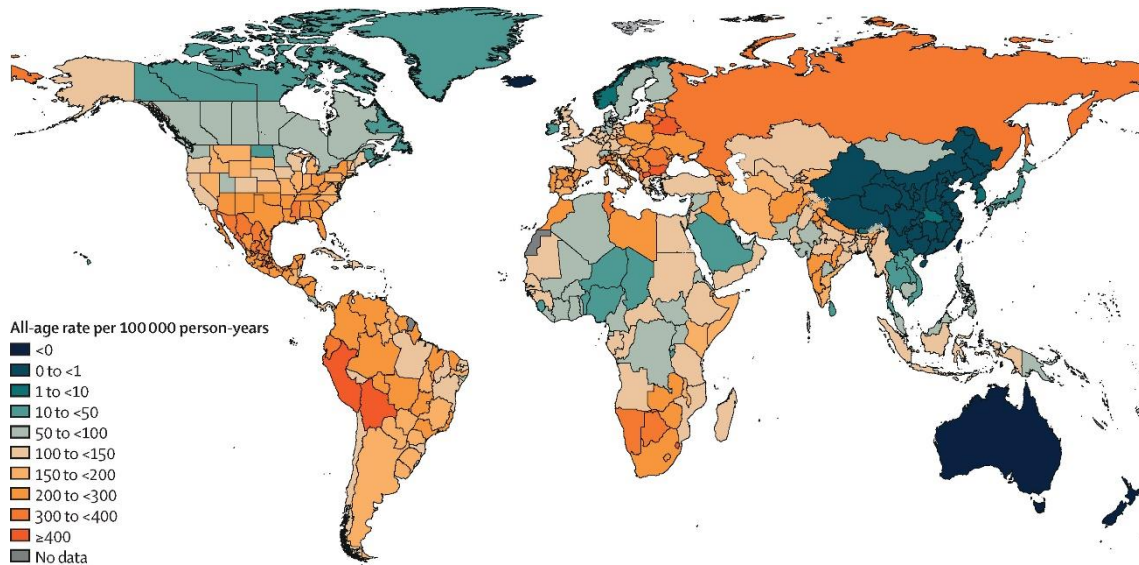 All-age rate per 100 000 person-years
<0
0 to <1
1 to <10
10 to <50
50 to <100
100 to <150
150 to <200
200 to <300
300 to <400
≥400
No data